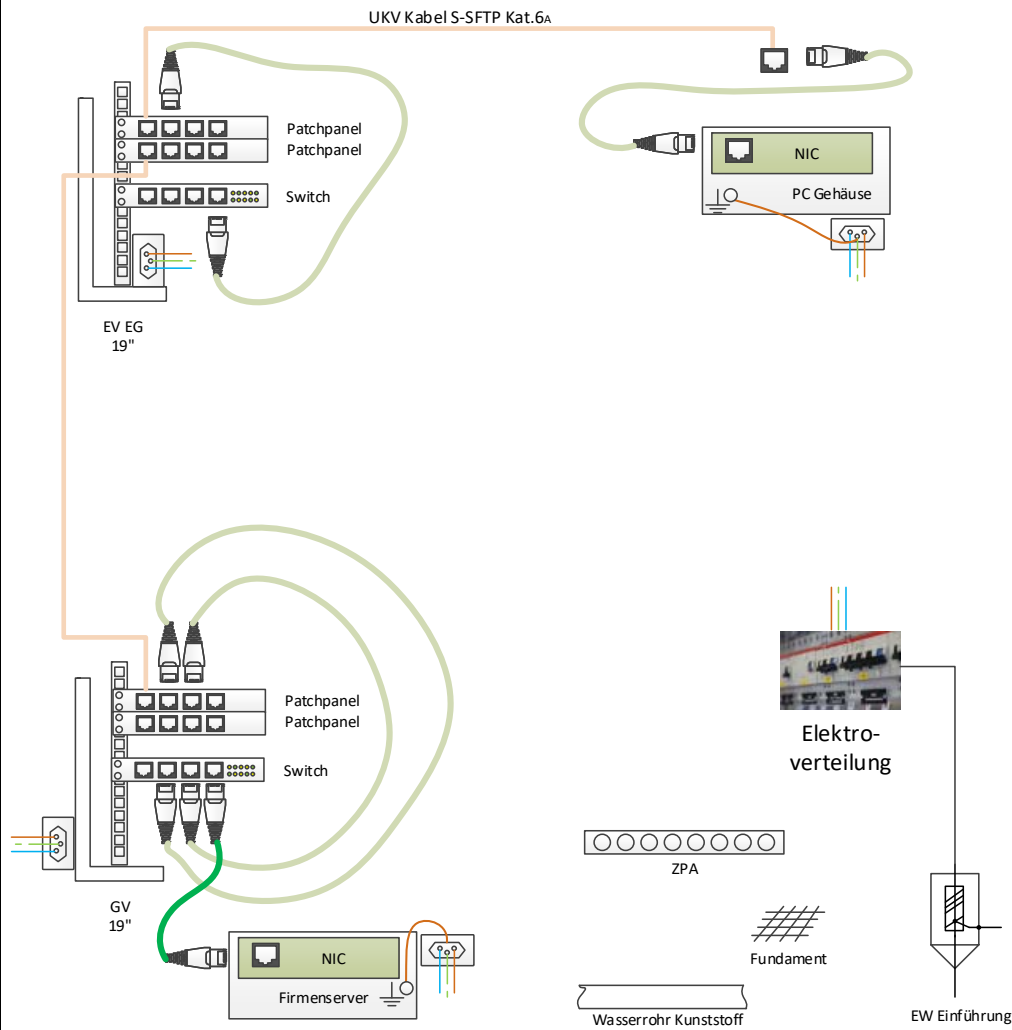 UKV Kabel S-SFTP Kat.6A
Patchpanel
Patchpanel
Switch
NIC
PC Gehäuse
EV EG
19"
Patchpanel
Patchpanel
Switch
Elektro-
verteilung
ZPA
GV
19"
NIC
Firmenserver
Fundament
Wasserrohr Kunststoff
EW Einführung